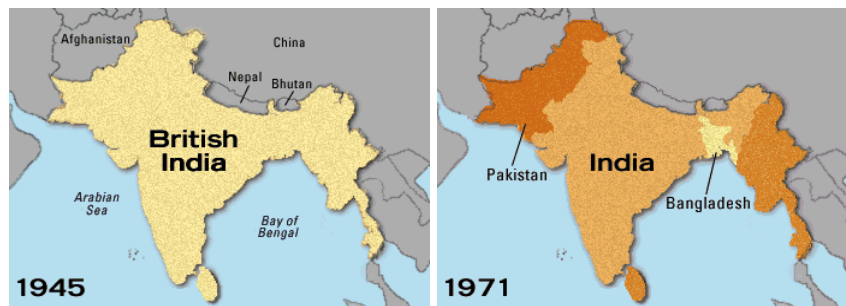 Afghanistan
China
Nepal
Bhutan
British
India
Arabian
Sea
Bay of
Bengal
1945
India
Pakistan
Bangladesh
1971